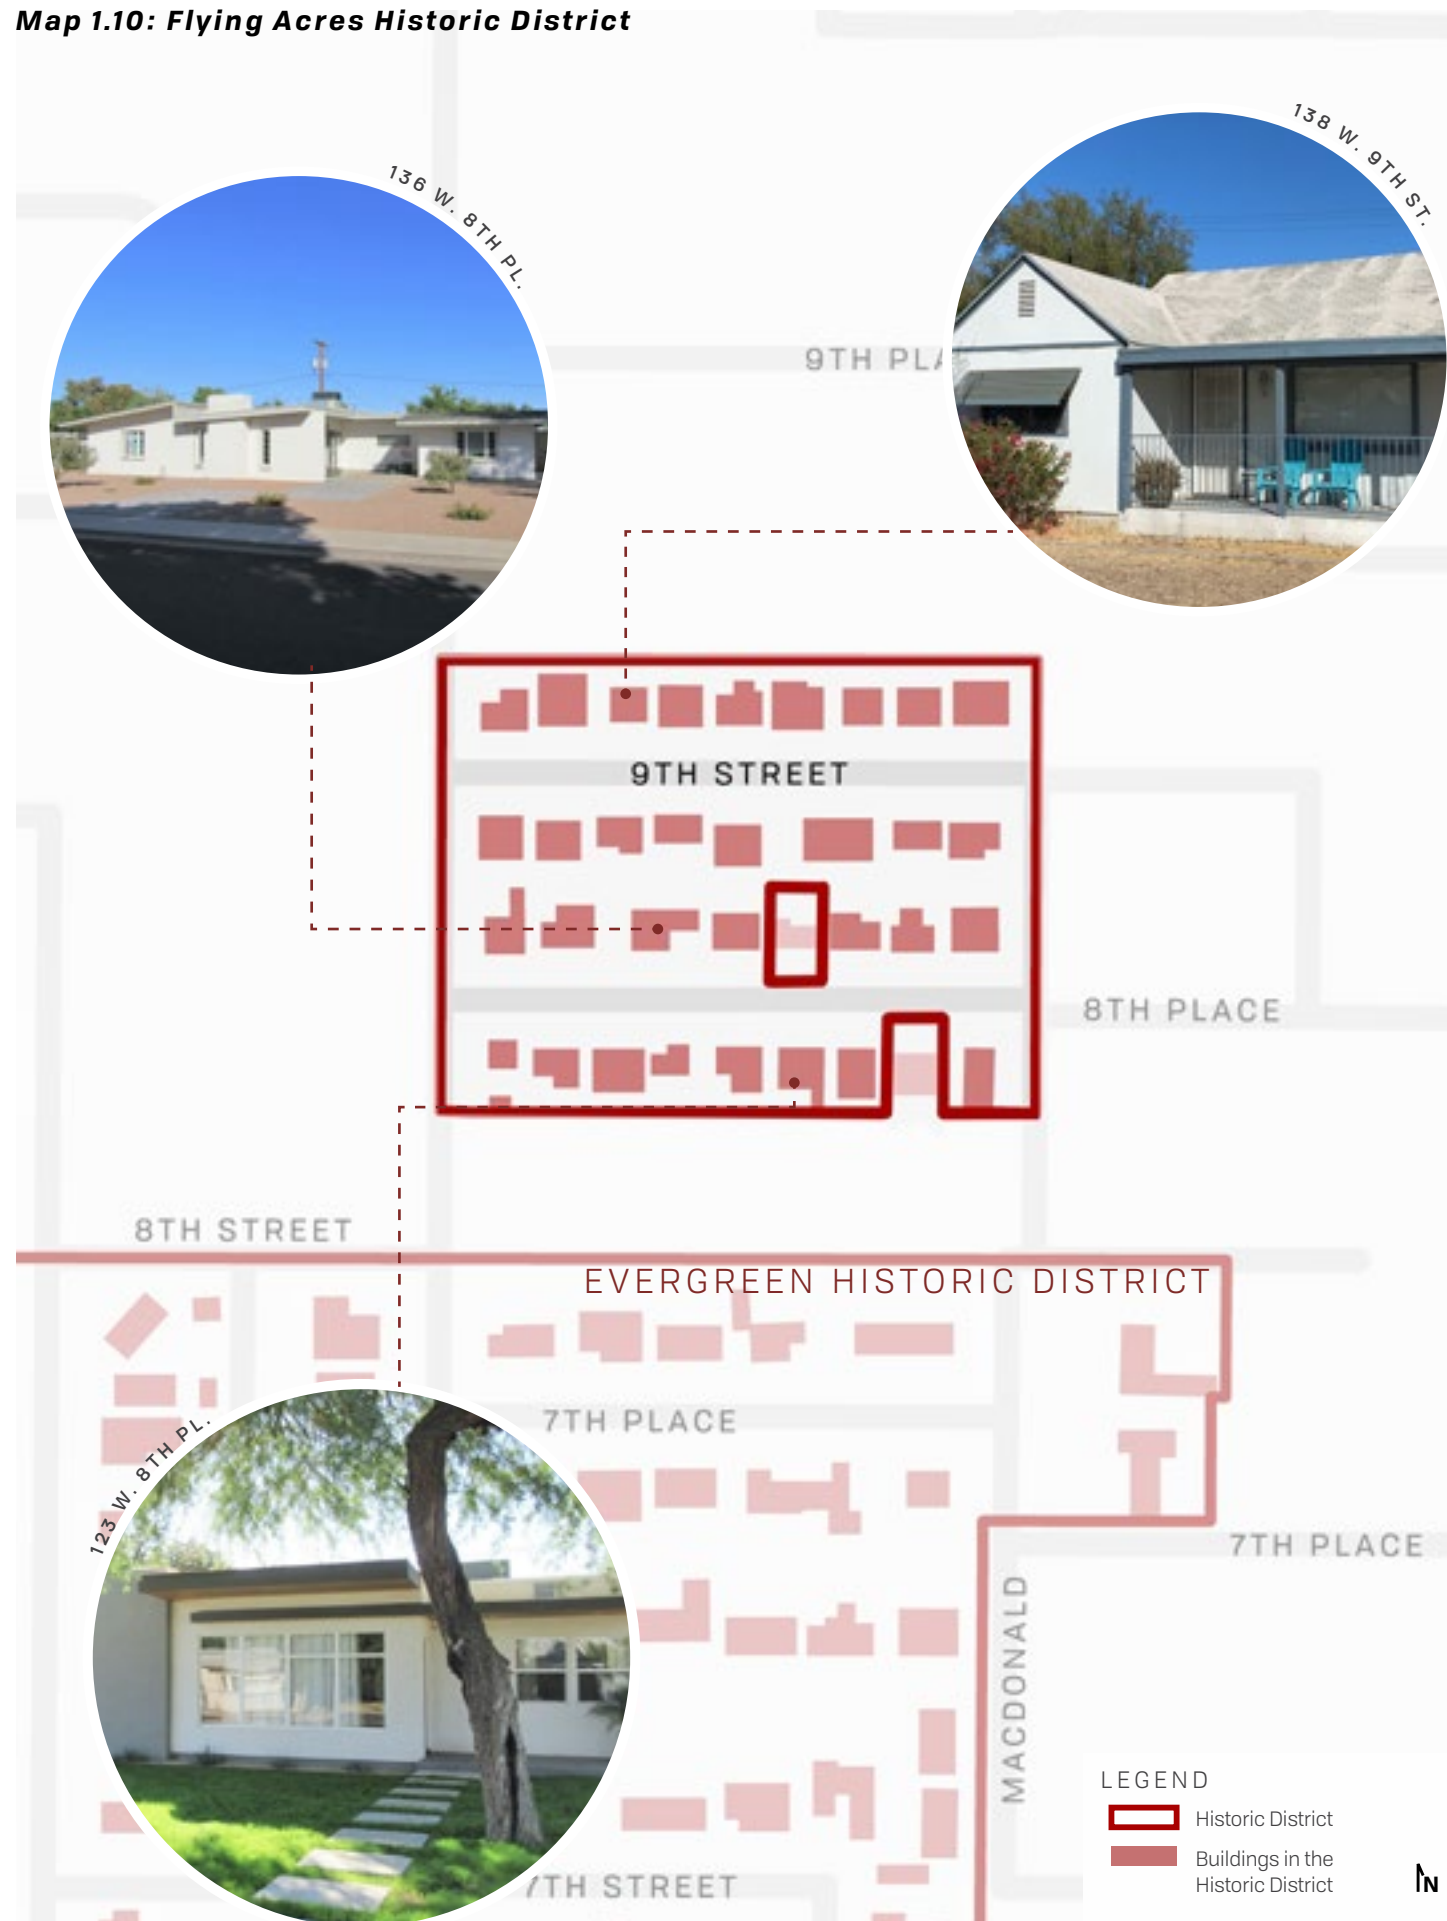 Map 1.10: Flying Acres Historic District
138 W. 9TH ST.
136 W. 8TH PL.
9TH
9TH STREET
8TH PLACE
8TH STREET
EVERGREEN HISTORIC DISTRICT
7TH PLACE
123 W. 8TH PL.
7TH PLACE
MACDONALD
7TH STREET
LEGEND
Historic District
Buildings in the
Historic District
N